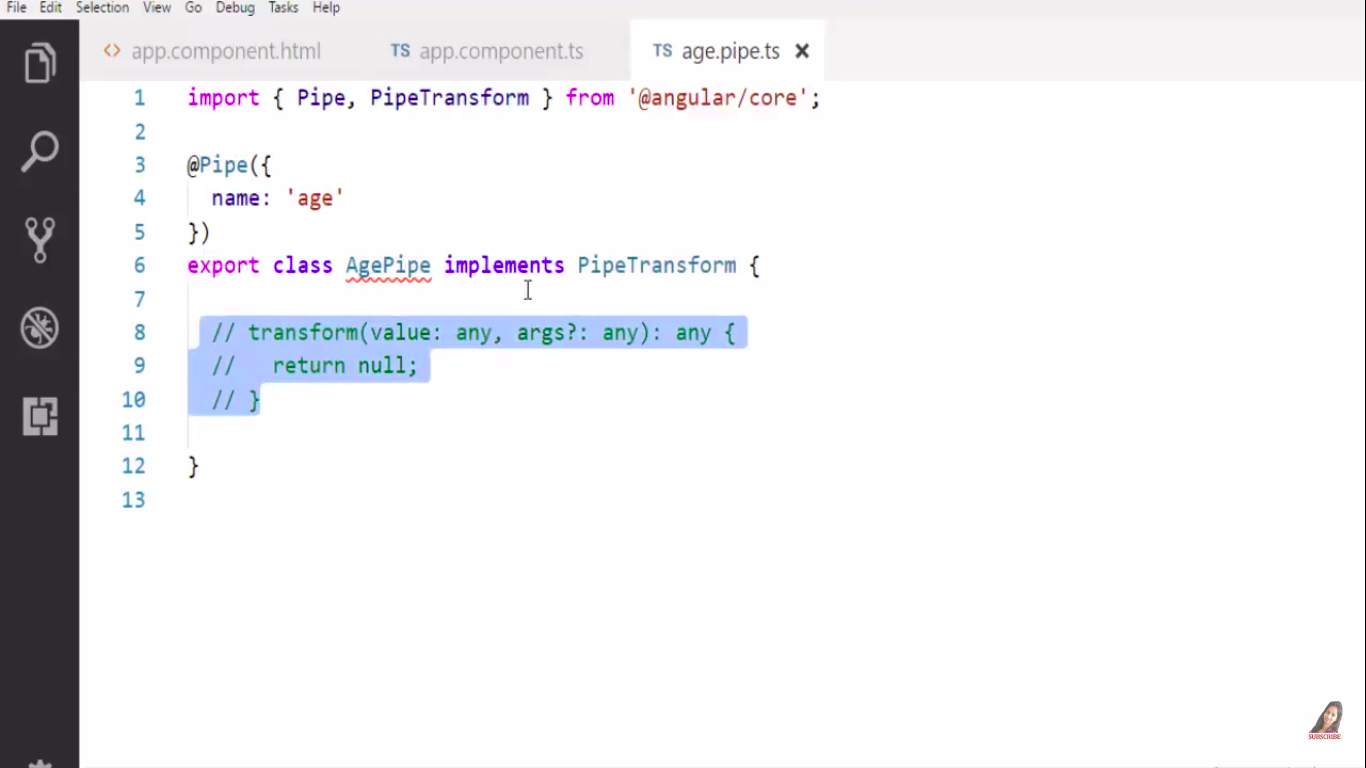 File Edit Selection View Go Debug Tasks Help
<> app.component.html TS app.component.ts TS age.pipe.ts ×
1 import { Pipe, PipeTransform } from '@angular/core';
2
3 @Pipe({
4   name: 'age'
5 })
6 export class AgePipe implements PipeTransform {
7
8   // transform(value: any, args?: any): any {
9   //   return null;
10   // }
11
12 }
13
SUBSCRIBE